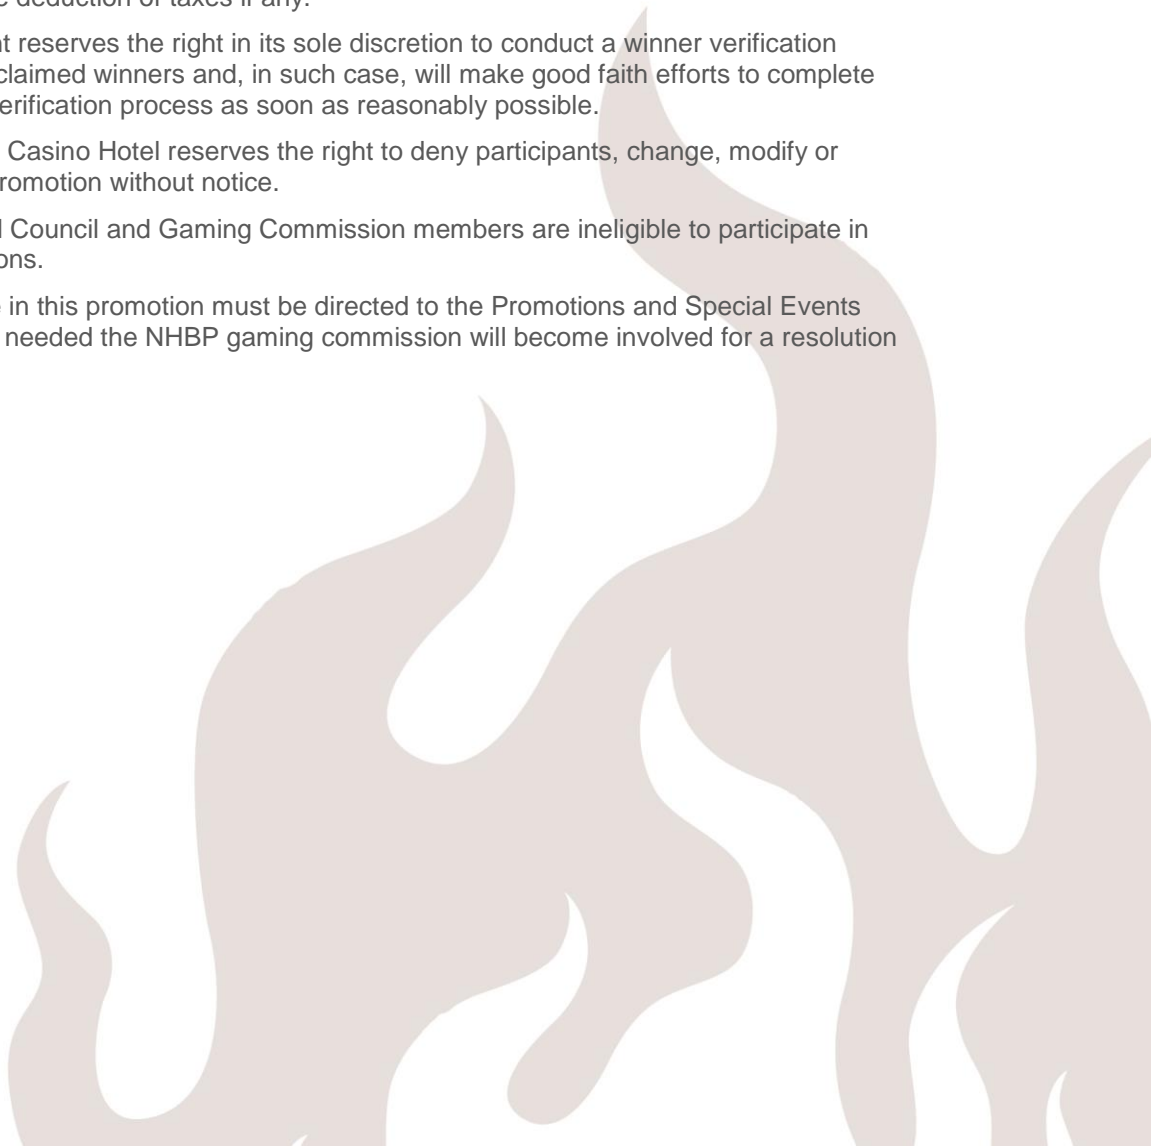 deduction of taxes if any.
reserves the right in its sole discretion to conduct a winner verification
claimed winners and, in such case, will make good faith efforts to complete
verification process as soon as reasonably possible.
Casino Hotel reserves the right to deny participants, change, modify or
promotion without notice.
Council and Gaming Commission members are ineligible to participate in
in this promotion must be directed to the Promotions and Special Events
needed the NHBP gaming commission will become involved for a resolution